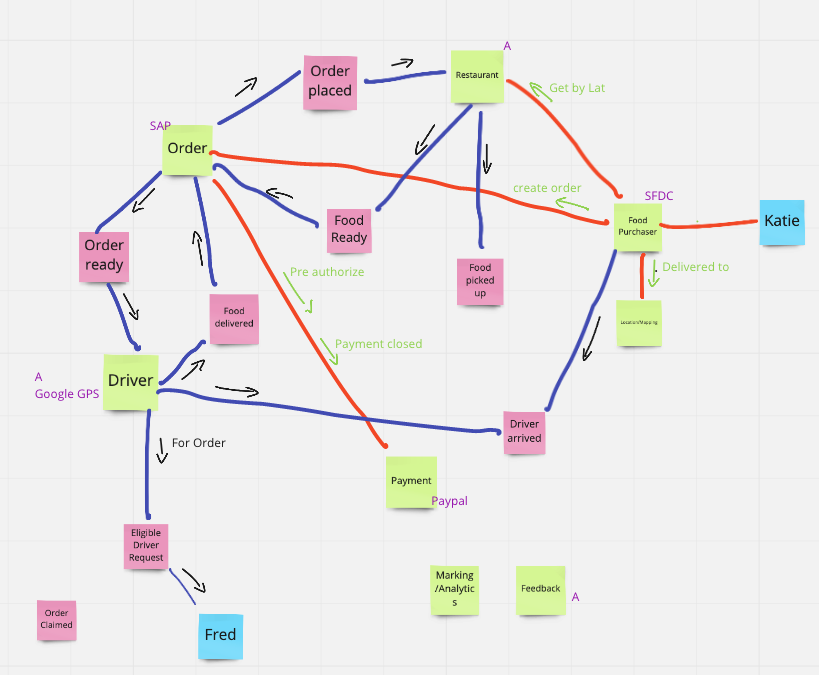 A
Order
placed
Restaurant
Get by Lat
SAP
Order
create order
SFDC
Food
Purchaser
Katie
Food
Ready
Order
ready
Food
picked
up
Pre authorize
Delivered to
Food
delivered
Location/Mapping
Payment closed
A
Google GPS
Driver
Driver
arrived
For Order
Payment
Paypal
Eligible
Driver
Request
Marking
/Analytic
s
Feedback
A
Order
Claimed
Fred